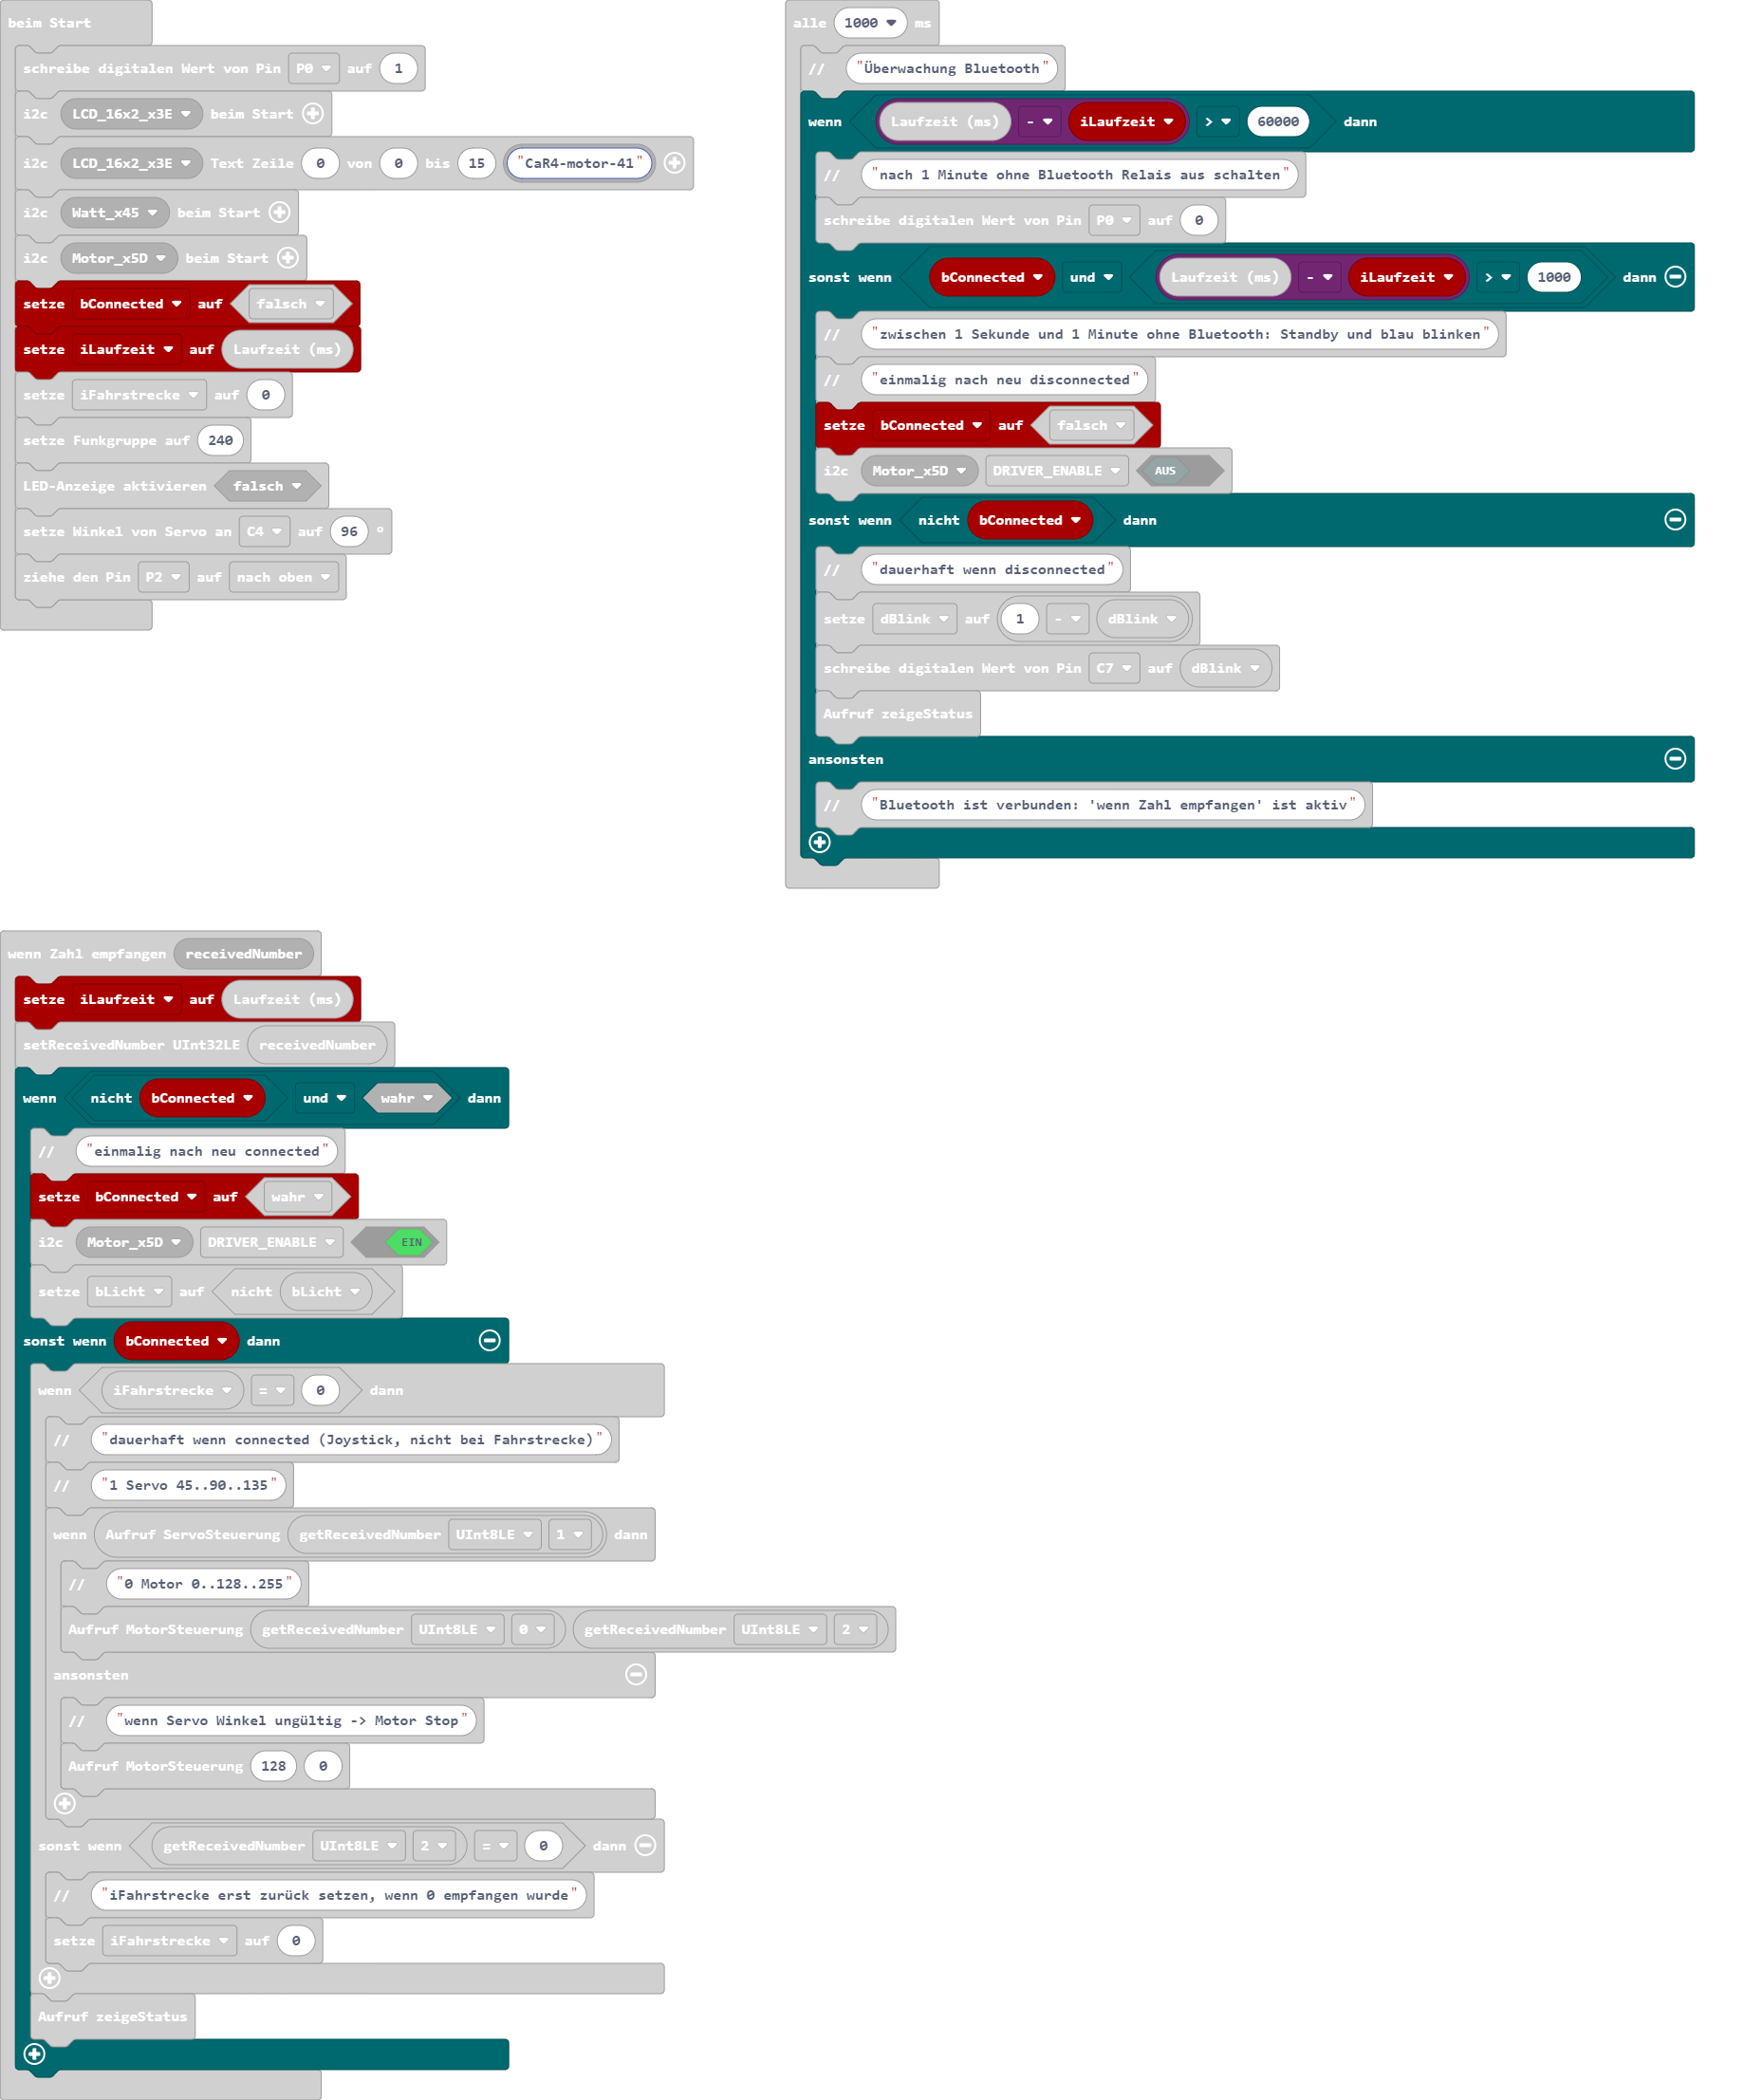 beim Start
schreibe digitalen Wert von Pin P0 auf 1
i2c LCD_16x2_x3E beim Start
i2c LCD_16x2_x3E Text Zeile 0 von 0 bis 15 "CaR4-motor-41"
i2c Watt_x45 beim Start
i2c Motor_x5D beim Start
setze bConnected auf falsch
setze iLaufzeit auf Laufzeit (ms)
setze iFahrstrecke auf 0
setze Funkgruppe auf 240
LED-Anzeige aktivieren falsch
setze Winkel von Servo an C4 auf 96 °
ziehe den Pin P2 auf nach oben
alle 1000 ms
// "Überwachung Bluetooth"
wenn Laufzeit (ms) - iLaufzeit > 60000 dann
// "nach 1 Minute ohne Bluetooth Relais aus schalten"
schreibe digitalen Wert von Pin P0 auf 0
sonst wenn bConnected und Laufzeit (ms) - iLaufzeit > 1000 dann
// "zwischen 1 Sekunde und 1 Minute ohne Bluetooth: Standby und blau blinken"
// "einmalig nach neu disconnected"
setze bConnected auf falsch
i2c Motor_x5D DRIVER_ENABLE AUS
sonst wenn nicht bConnected dann
// "dauerhaft wenn disconnected"
setze dBlink auf 1 - dBlink
schreibe digitalen Wert von Pin C7 auf dBlink
Aufruf zeigeStatus
ansonsten
// "Bluetooth ist verbunden: 'wenn Zahl empfangen' ist aktiv"
wenn Zahl empfangen receivedNumber
setze iLaufzeit auf Laufzeit (ms)
setReceivedNumber UInt32LE receivedNumber
wenn nicht bConnected und wahr dann
// "einmalig nach neu connected"
setze bConnected auf wahr
i2c Motor_x5D DRIVER_ENABLE EIN
setze bLicht auf nicht bLicht
sonst wenn bConnected dann
wenn iFahrstrecke = 0 dann
// "dauerhaft wenn connected (Joystick, nicht bei Fahrstrecke)"
// "1 Servo 45..90..135"
wenn Aufruf ServoSteuerung getReceivedNumber UInt8LE 1 dann
// "0 Motor 0..128..255"
Aufruf MotorSteuerung getReceivedNumber UInt8LE 0 getReceivedNumber UInt8LE 2
ansonsten
// "wenn Servo Winkel ungültig -> Motor Stop"
Aufruf MotorSteuerung 128 0
sonst wenn getReceivedNumber UInt8LE 2 = 0 dann
// "iFahrstrecke erst zurück setzen, wenn 0 empfangen wurde"
setze iFahrstrecke auf 0
Aufruf zeigeStatus